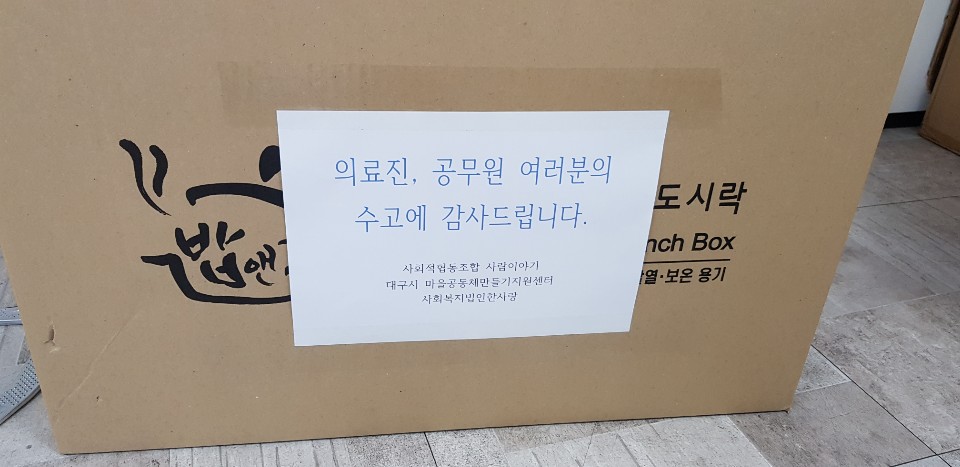 의료진, 공무원 여러분의
수고에 감사드립니다.
사회적협동조합 사람이야기
대구시 마을공동체만들기지원센터
사회복지법인한사랑
밥앤
도시락
nch Box
열·보온 용기